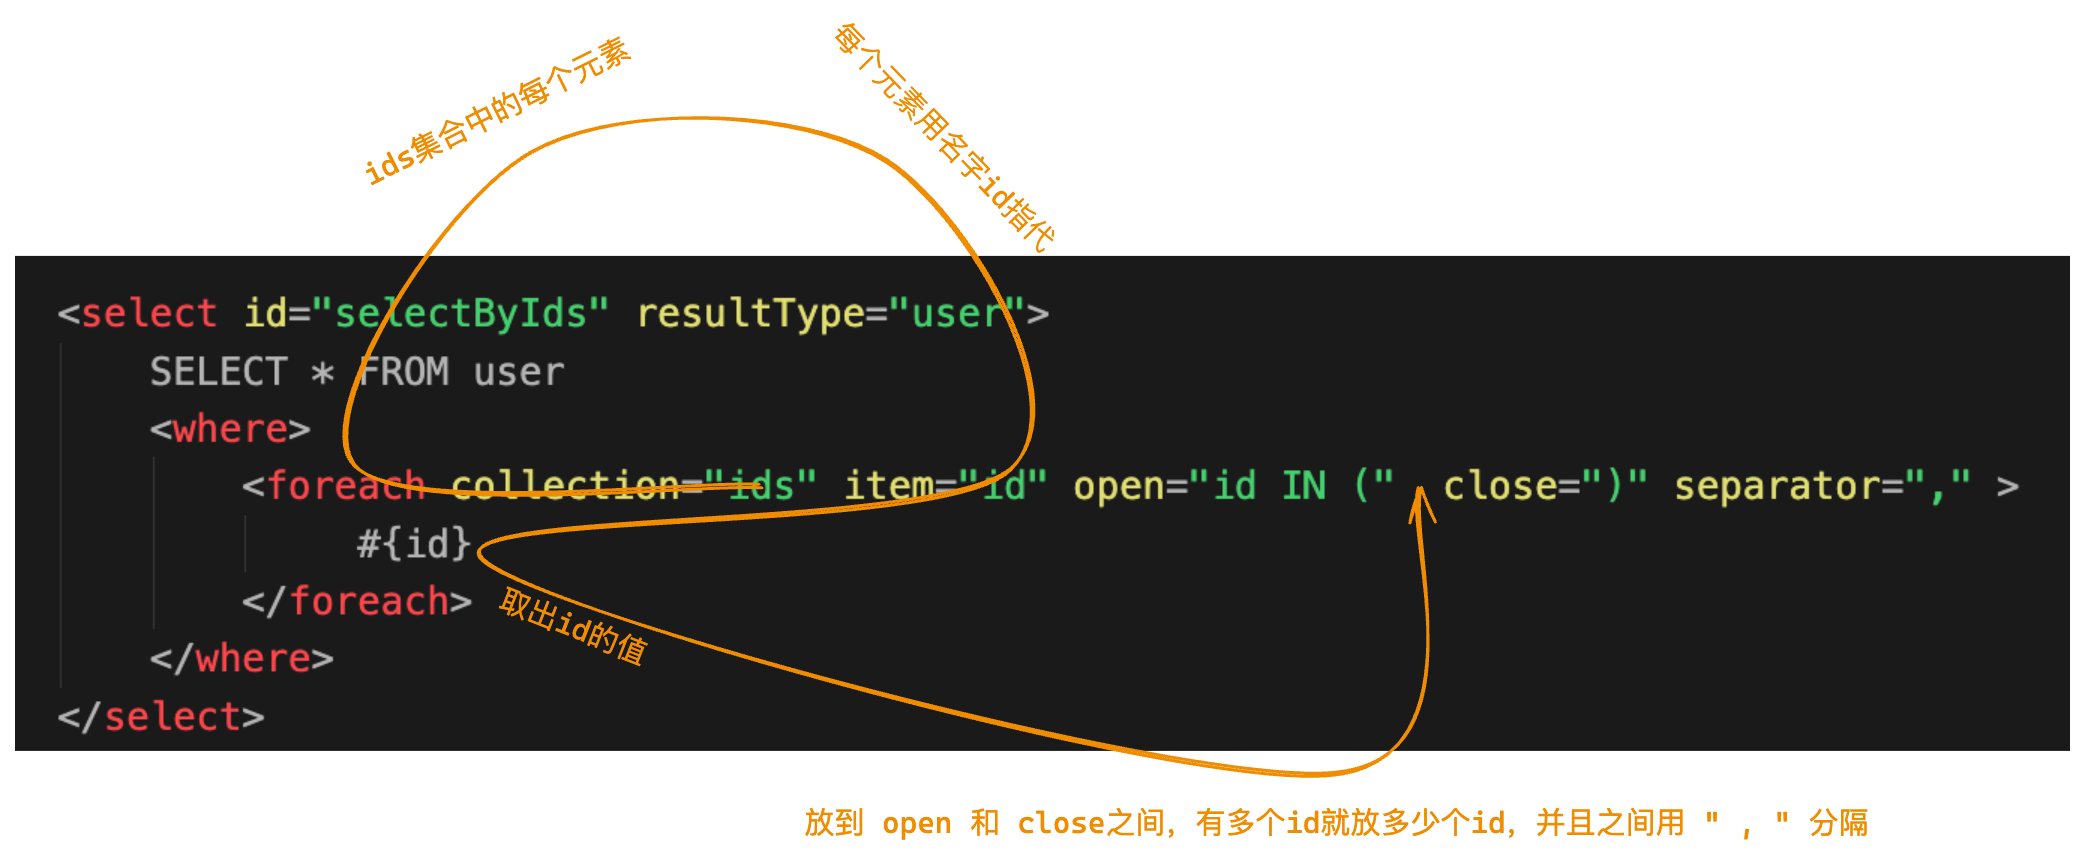 ids集合中的每个元素
每个元素用名字id指代
<select id="selectByIds" resultType="user">
SELECT * FROM user
<where>
<foreach collection="ids" item="id" open="id IN (" close=")" separator="," >
#{id}
</foreach>
取出id的值
</where>
</select>
放到 open 和 close之间，有多个id就放多少个id，并且之间用 " , " 分隔